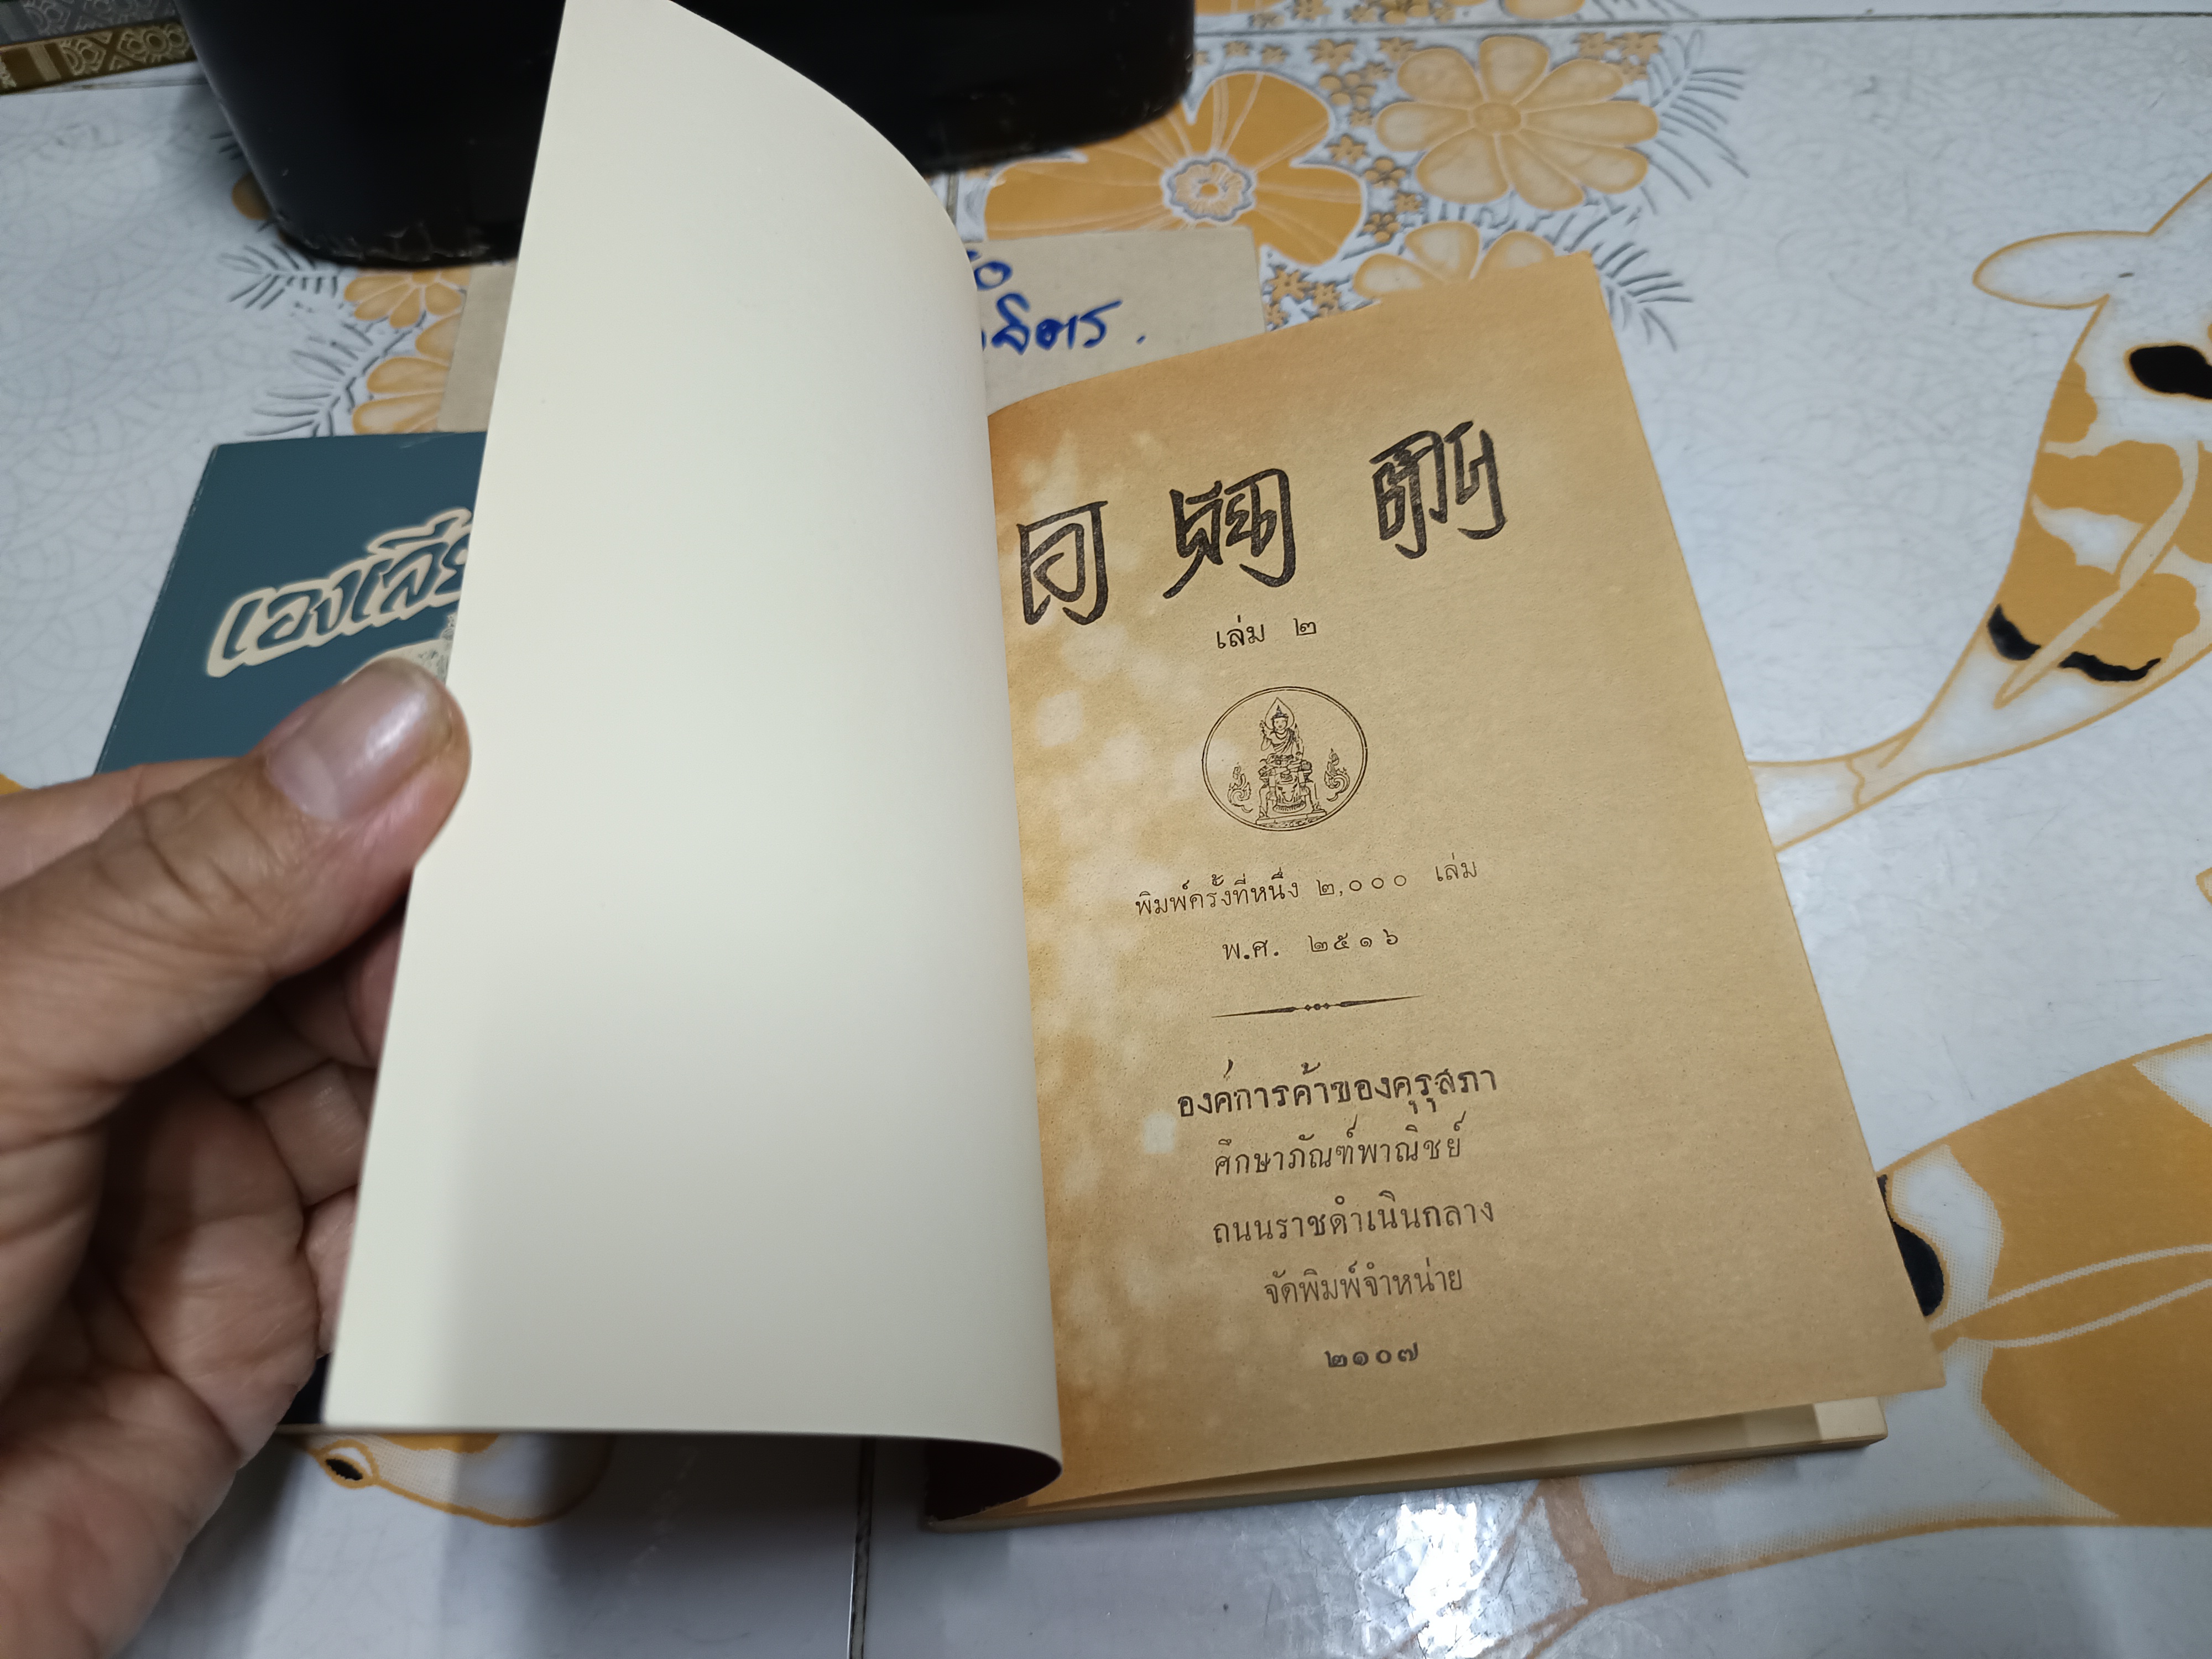 เล่ม ๒
พิมพ์ครั้งที่หนึ่ง ๒,๐๐๐ เล่ม
พ.ศ. ๒๕๑๖
องค์การค้าของคุรุสภา
ศึกษาภัณฑ์พาณิชย์
ถนนราชดำเนินกลาง
จัดพิมพ์จำหน่าย
๒๑๐๗